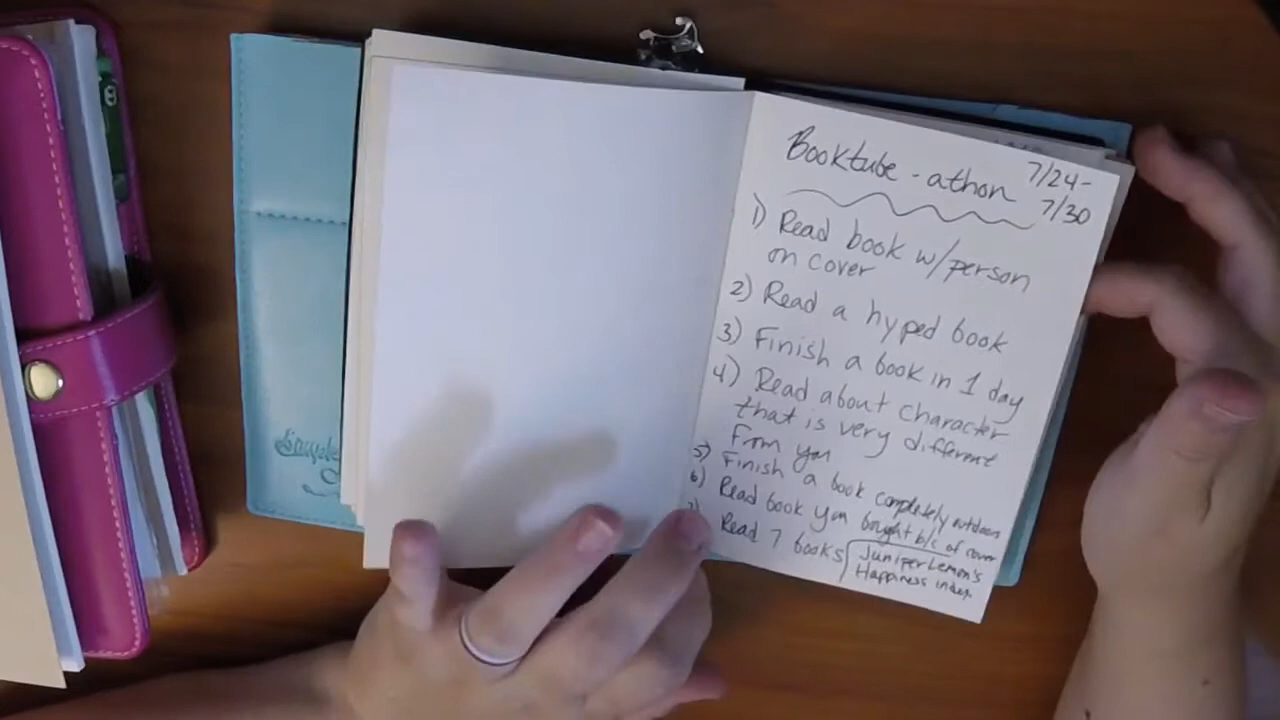 Booktube-athon 7/24-
7/30
1) Read book w/person
on cover
2) Read a hyped book
3) Finish a book in 1 day
4) Read about character
that is very different
From you
5) Finish a book completely outdoors
6) Read book you bought b/c of cover
7) Read 7 books
Juniper Lemon's
Happiness index
Simple